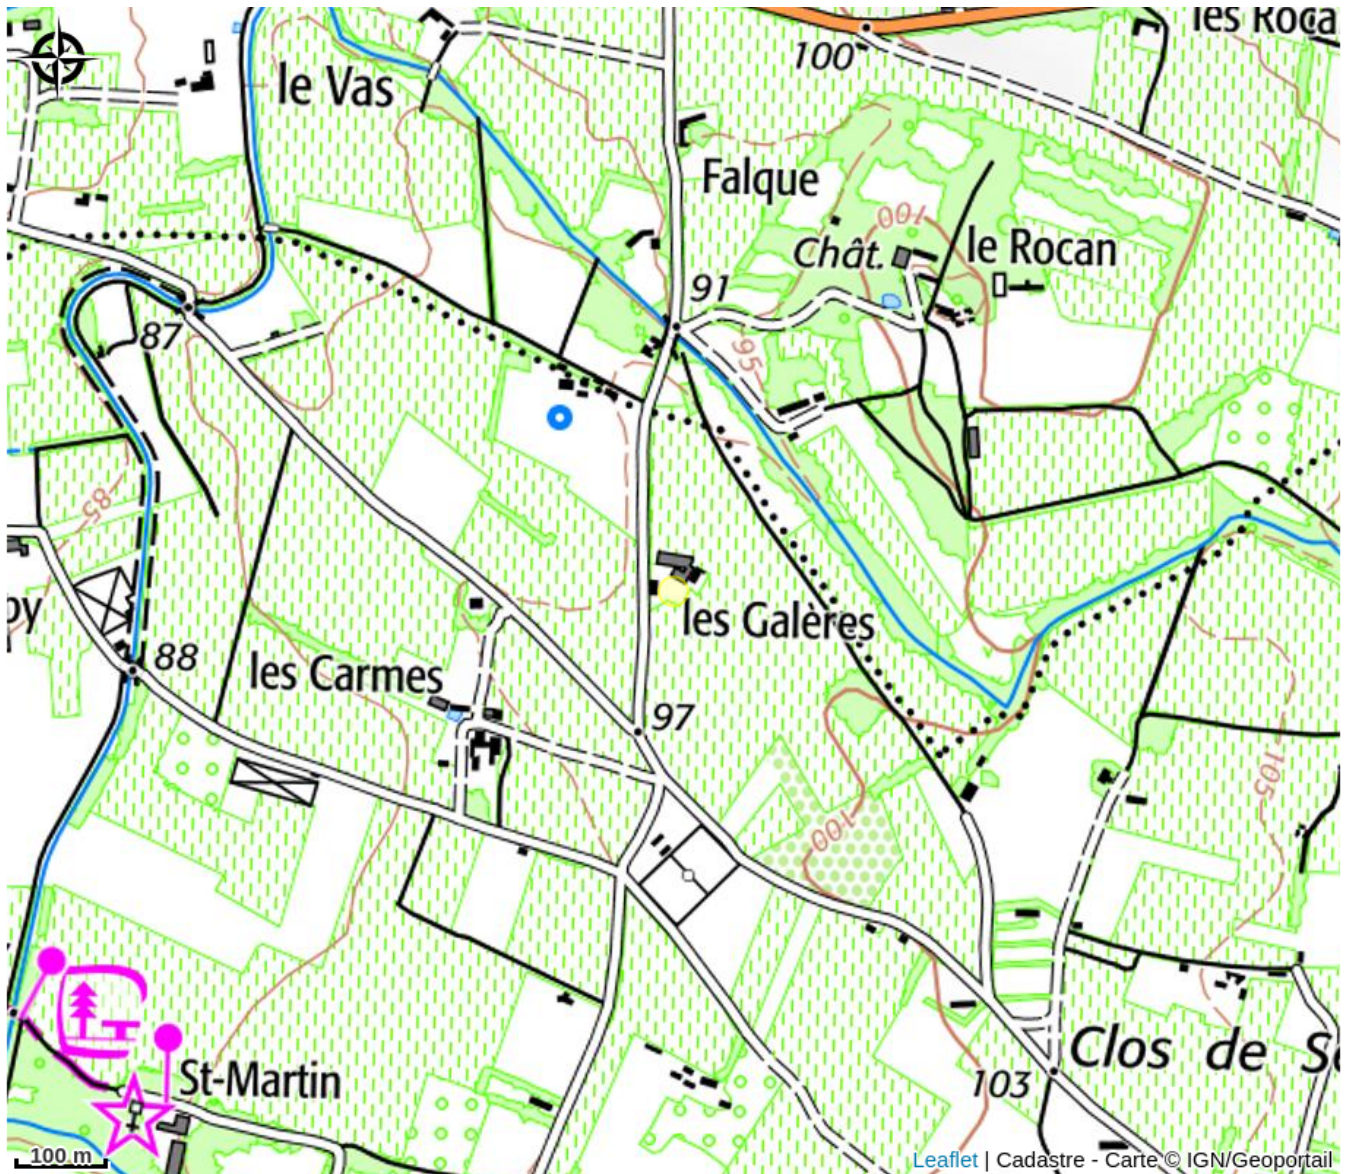 les Roca
100
le Vas
Falque
100
Chât.
le Rocan
91
87
95
85
les Galères
oy
88
les Carmes
97
105
100
St-Martin
Clos de S
103
100 m
Leaflet | Cadastre - Carte © IGN/Geoportail